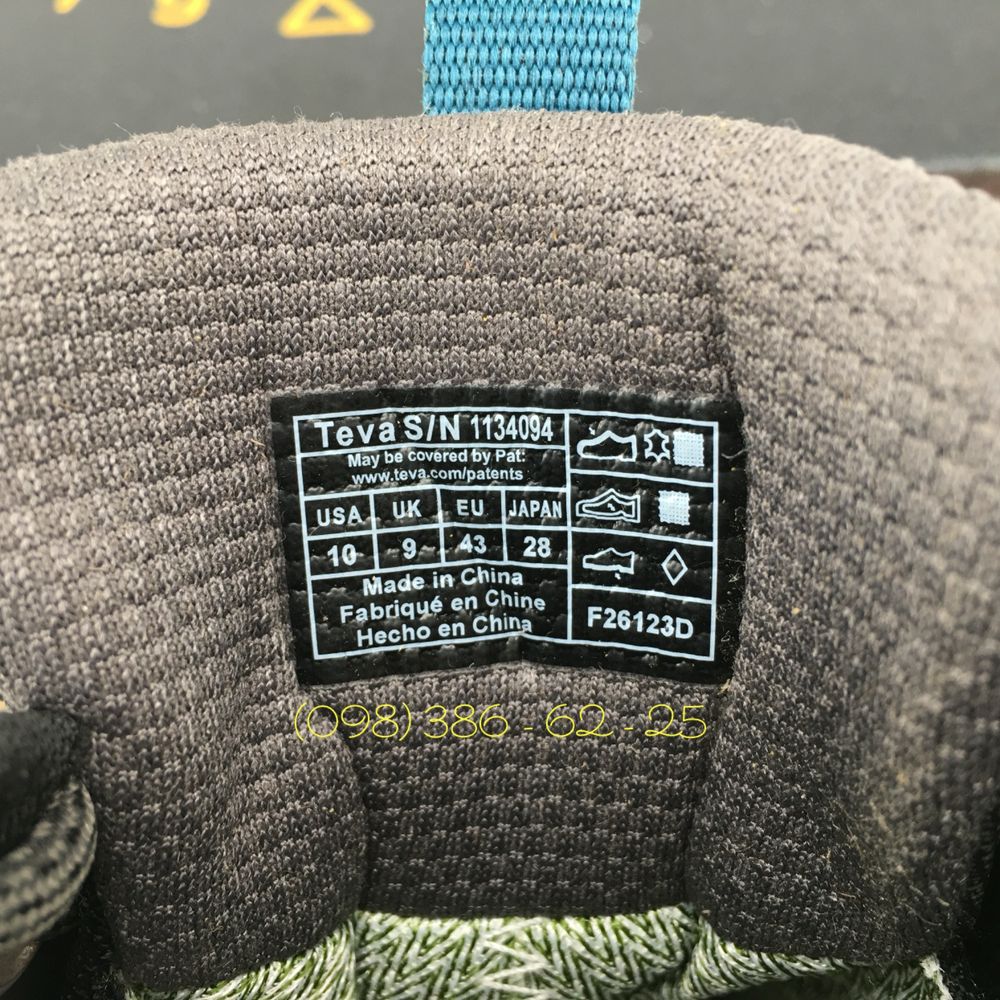 Teva S/N 1134094
May be covered by Pat:
www.teva.com/patents
USA UK EU JAPAN
10 9 43 28
Made in China
Fabriqué en Chine
Hecho en China
F26123D
(098) 386 - 62 - 25